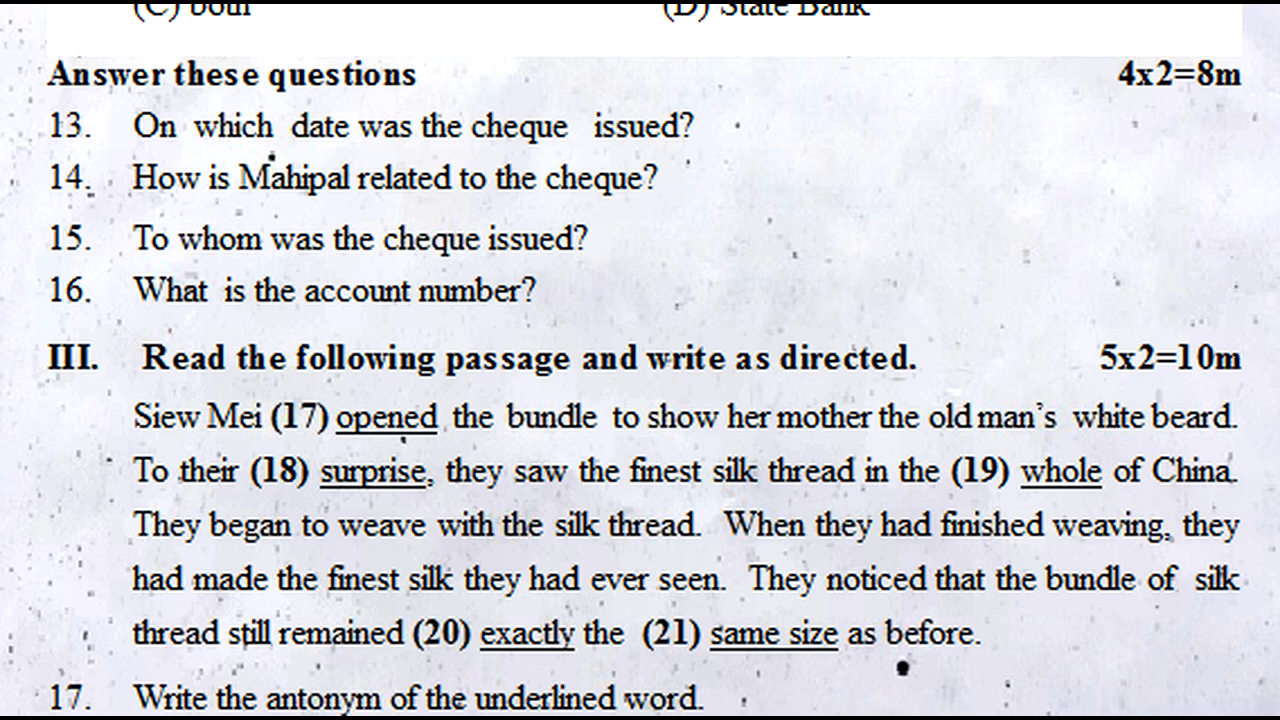 (C) both (D) State Bank
Answer these questions 4x2=8m
13. On which date was the cheque issued?
14. How is Mahipal related to the cheque?
15. To whom was the cheque issued?
16. What is the account number?
III. Read the following passage and write as directed. 5x2=10m
Siew Mei (17) opened the bundle to show her mother the old man's white beard.
To their (18) surprise, they saw the finest silk thread in the (19) whole of China.
They began to weave with the silk thread. When they had finished weaving, they
had made the finest silk they had ever seen. They noticed that the bundle of silk
thread still remained (20) exactly the (21) same size as before.
17. Write the antonym of the underlined word.